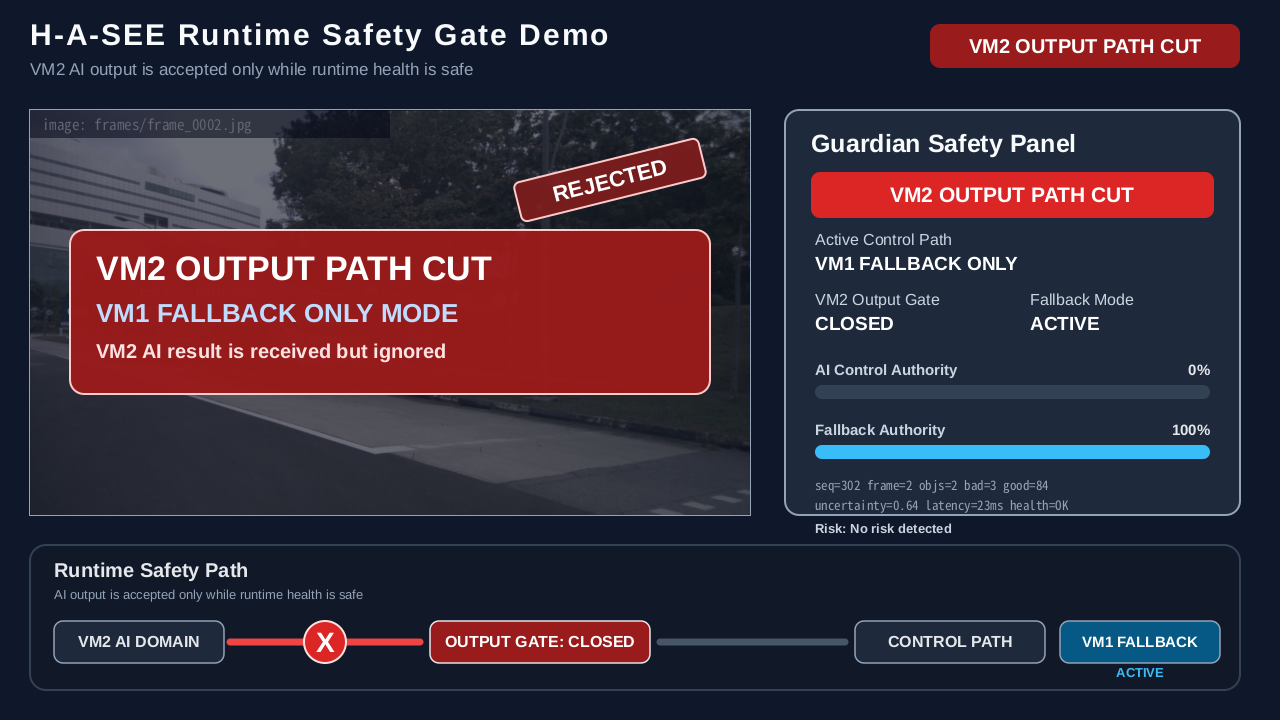 H-A-SEE Runtime Safety Gate Demo
VM2 AI output is accepted only while runtime health is safe
VM2 OUTPUT PATH CUT
image: frames/frame_0002.jpg
REJECTED
VM2 OUTPUT PATH CUT
VM1 FALLBACK ONLY MODE
VM2 AI result is received but ignored
Guardian Safety Panel
VM2 OUTPUT PATH CUT
Active Control Path
VM1 FALLBACK ONLY
VM2 Output Gate
CLOSED
Fallback Mode
ACTIVE
AI Control Authority 0%
Fallback Authority 100%
seq=302 frame=2 objs=2 bad=3 good=84
uncertainty=0.64 latency=23ms health=OK
Risk: No risk detected
Runtime Safety Path
AI output is accepted only while runtime health is safe
VM2 AI DOMAIN
X
OUTPUT GATE: CLOSED
CONTROL PATH
VM1 FALLBACK
ACTIVE